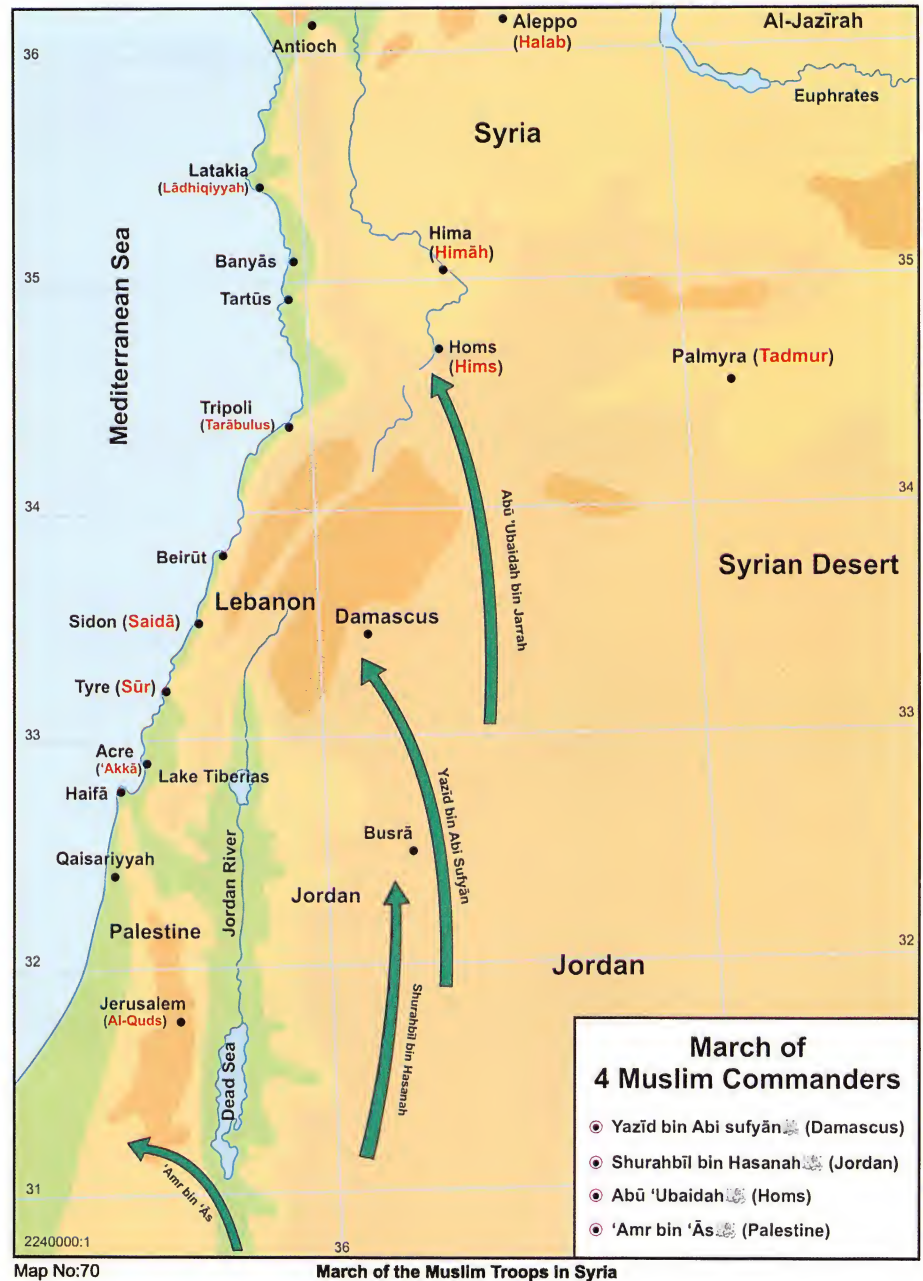 36
Antioch
Aleppo
(Halab)
Al-Jazīrah
Euphrates
Syria
Latakia
(Lādhiqiyyah)
Hima
(Himāh)
Mediterranean Sea
Banyās
35
35
Tartūs
Homs
(Hims)
Palmyra (Tadmur)
Tripoli
(Tarābulus)
34
34
Abū 'Ubaidah bin Jarrah
Beirūt
Syrian Desert
Lebanon
Sidon (Saidā)
Damascus
Tyre (Sūr)
33
33
Acre
('Akkā)
Lake Tiberias
Haifā
Yazīd bin Abi Sufyān
Busrā
Qaisariyyah
Jordan River
Jordan
Palestine
32
32
Jordan
Jerusalem
(Al-Quds)
Shurahbīl bin Hasanah
Dead Sea
31
'Amr bin 'Ās
36
2240000:1
March of
4 Muslim Commanders
Yazīd bin Abi sufyān (Damascus)
Shurahbīl bin Hasanah (Jordan)
Abū 'Ubaidah (Homs)
'Amr bin 'Ās (Palestine)
Map No:70
March of the Muslim Troops in Syria